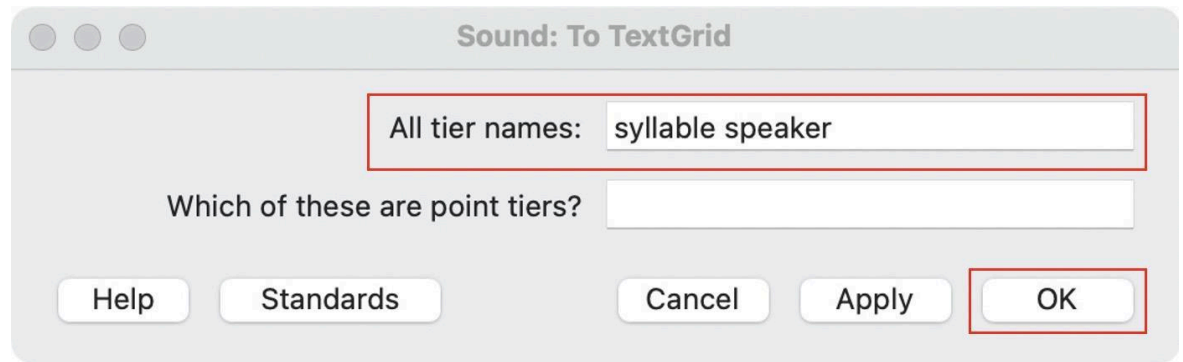 Sound: To TextGrid
All tier names: syllable speaker
Which of these are point tiers?
Help Standards Cancel Apply OK